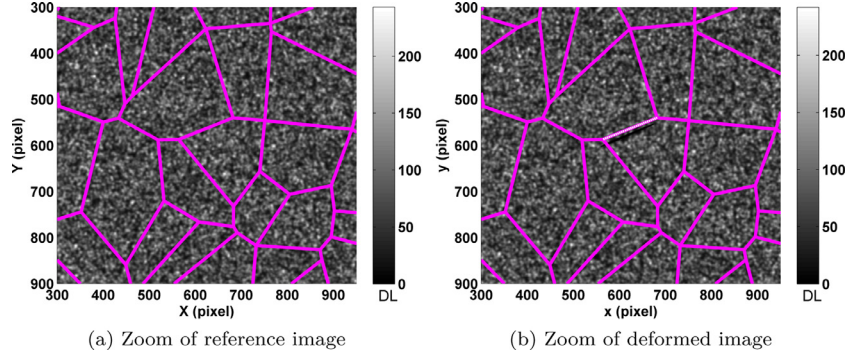 300
400
500
600
700
800
900
Y (pixel)
300 400 500 600 700 800 900
X (pixel)
200
150
100
50
0
DL
300
400
500
600
700
800
900
y (pixel)
300 400 500 600 700 800 900
x (pixel)
200
150
100
50
0
DL
(a) Zoom of reference image
(b) Zoom of deformed image